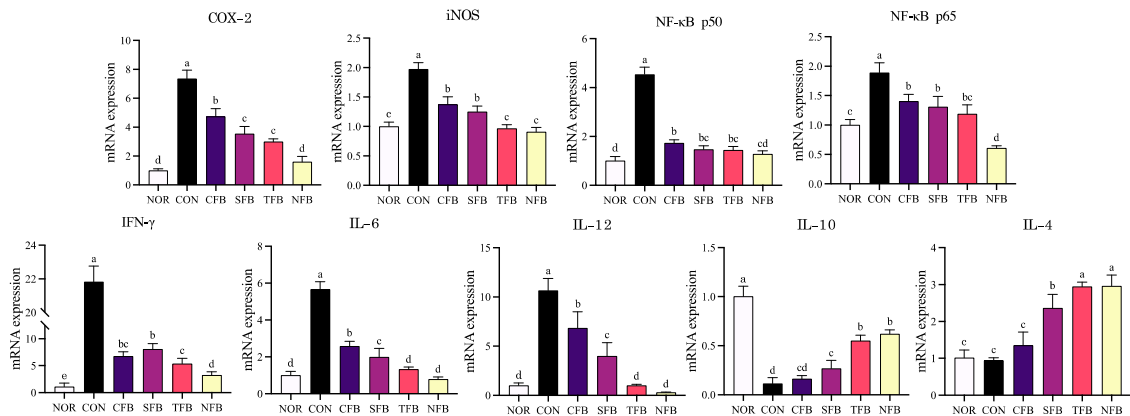 COX-2
iNOS
NF-κB p50
NF-κB p65
mRNA expression
10
8
6
4
2
0
d
a
b
c
c
d
NOR CON CFB SFB TFB NFB
mRNA expression
2.5
2.0
1.5
1.0
0.5
0.0
c
a
b
b
c
c
NOR CON CFB SFB TFB NFB
mRNA expression
6
4
2
0
d
a
b
bc
bc
cd
NOR CON CFB SFB TFB NFB
mRNA expression
2.5
2.0
1.5
1.0
0.5
0.0
c
a
b
b
bc
d
NOR CON CFB SFB TFB NFB
IFN-γ
IL-6
IL-12
IL-10
IL-4
mRNA expression
26
24
22
20
10
5
0
e
a
bc
b
c
d
NOR CON CFB SFB TFB NFB
mRNA expression
8
6
4
2
0
d
a
b
c
d
d
NOR CON CFB SFB TFB NFB
mRNA expression
15
10
5
0
d
a
b
c
d
d
NOR CON CFB SFB TFB NFB
mRNA expression
1.5
1.0
0.5
0.0
a
d
cd
c
b
b
NOR CON CFB SFB TFB NFB
mRNA expression
4
3
2
1
0
c
c
c
b
a
a
NOR CON CFB SFB TFB NFB